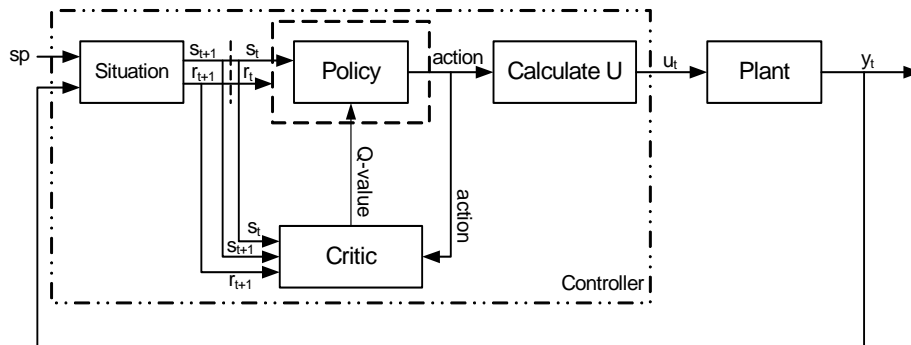 sp
Situation
s_{t+1}
s_t
r_{t+1}
r_t
Policy
action
Calculate U
u_t
Plant
y_t
Q-value
action
s_t
s_{t+1}
r_{t+1}
Critic
Controller